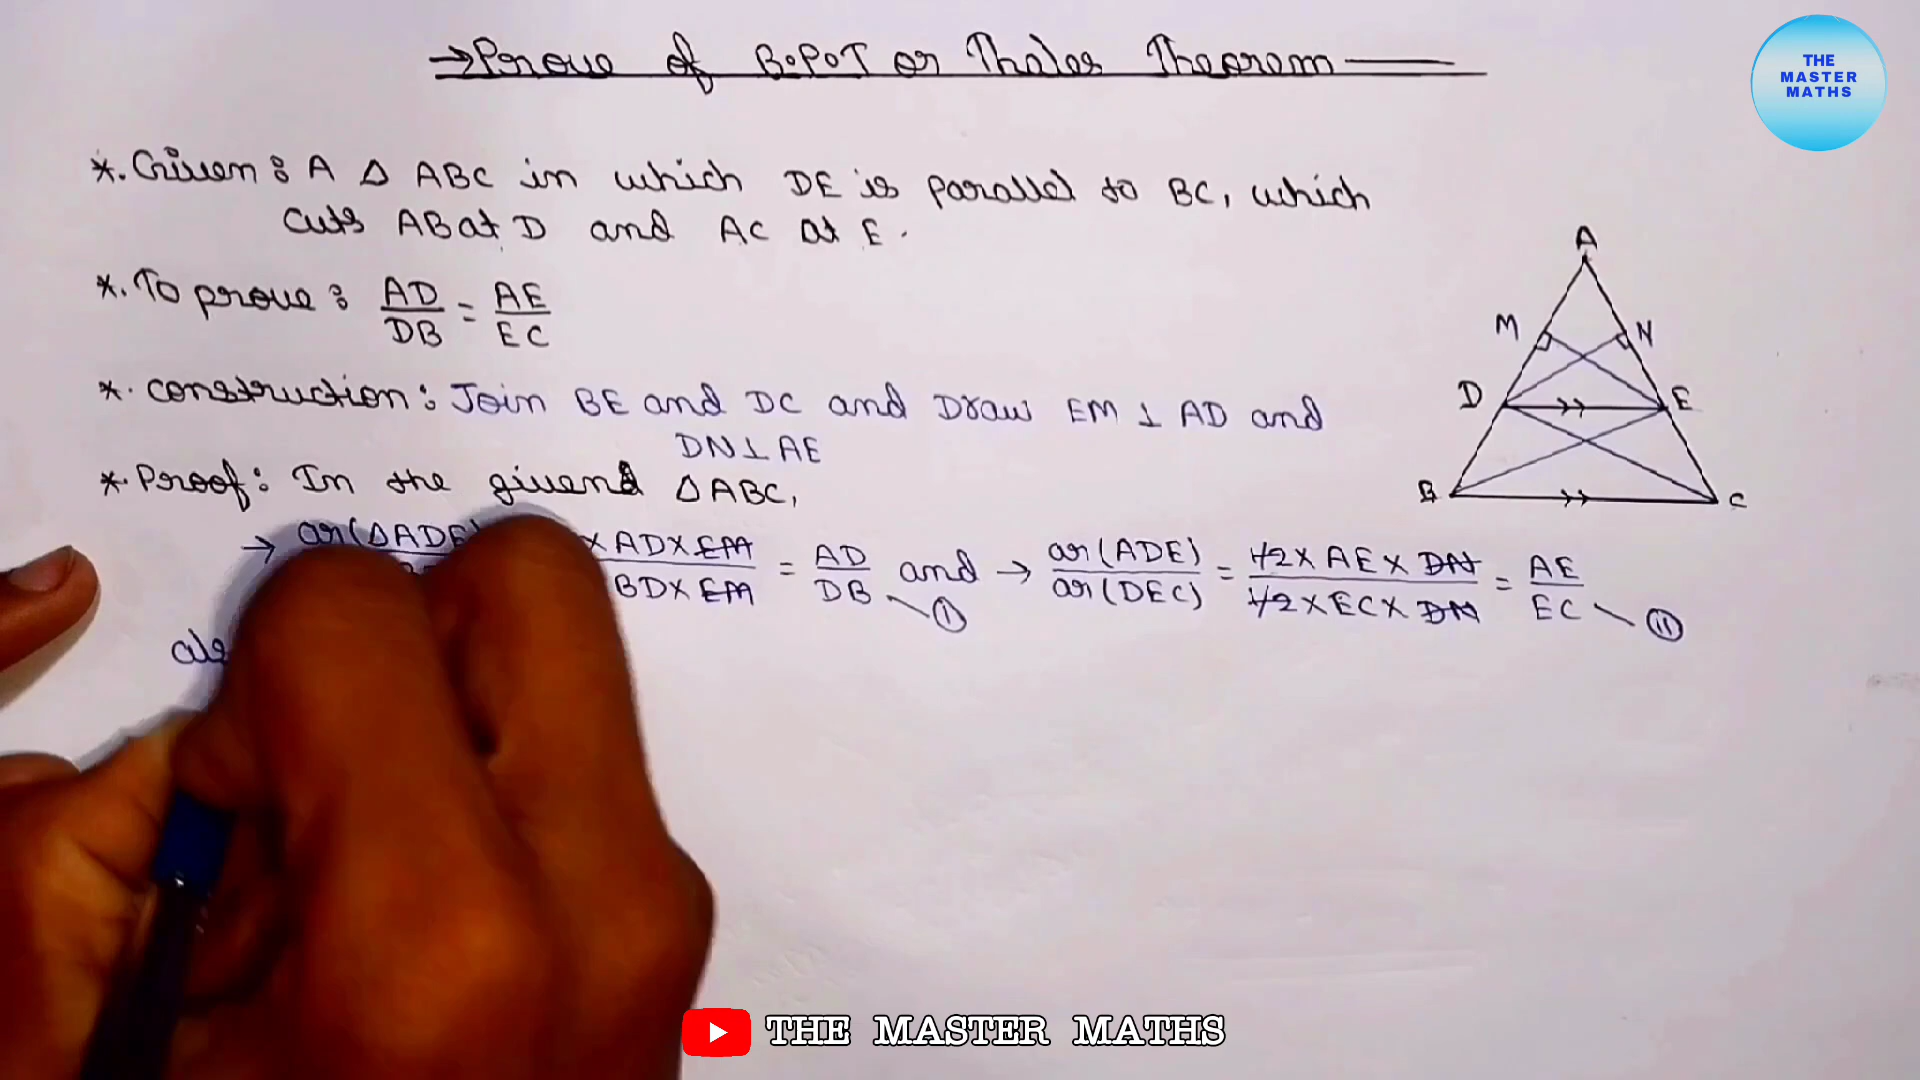 → Prove of B.P.T or Thales Theorem
THE
MASTER
MATHS
*. Given : A Δ ABC in which DE is parallel to BC, which
cuts AB at D and AC at E.
*. To prove : AD/DB = AE/EC
*. construction : Join BE and DC and Draw EM ⊥ AD and
DN ⊥ AE
*. Proof : In the given Δ ABC,
→ ar(ΔADE) × AD × EM / BD × EM = AD/DB and → ar(ADE)/ar(DEC) = 1/2 × AE × DN / 1/2 × EC × DN = AE/EC
(I) (II)
A
M N
D E
B C
THE MASTER MATHS